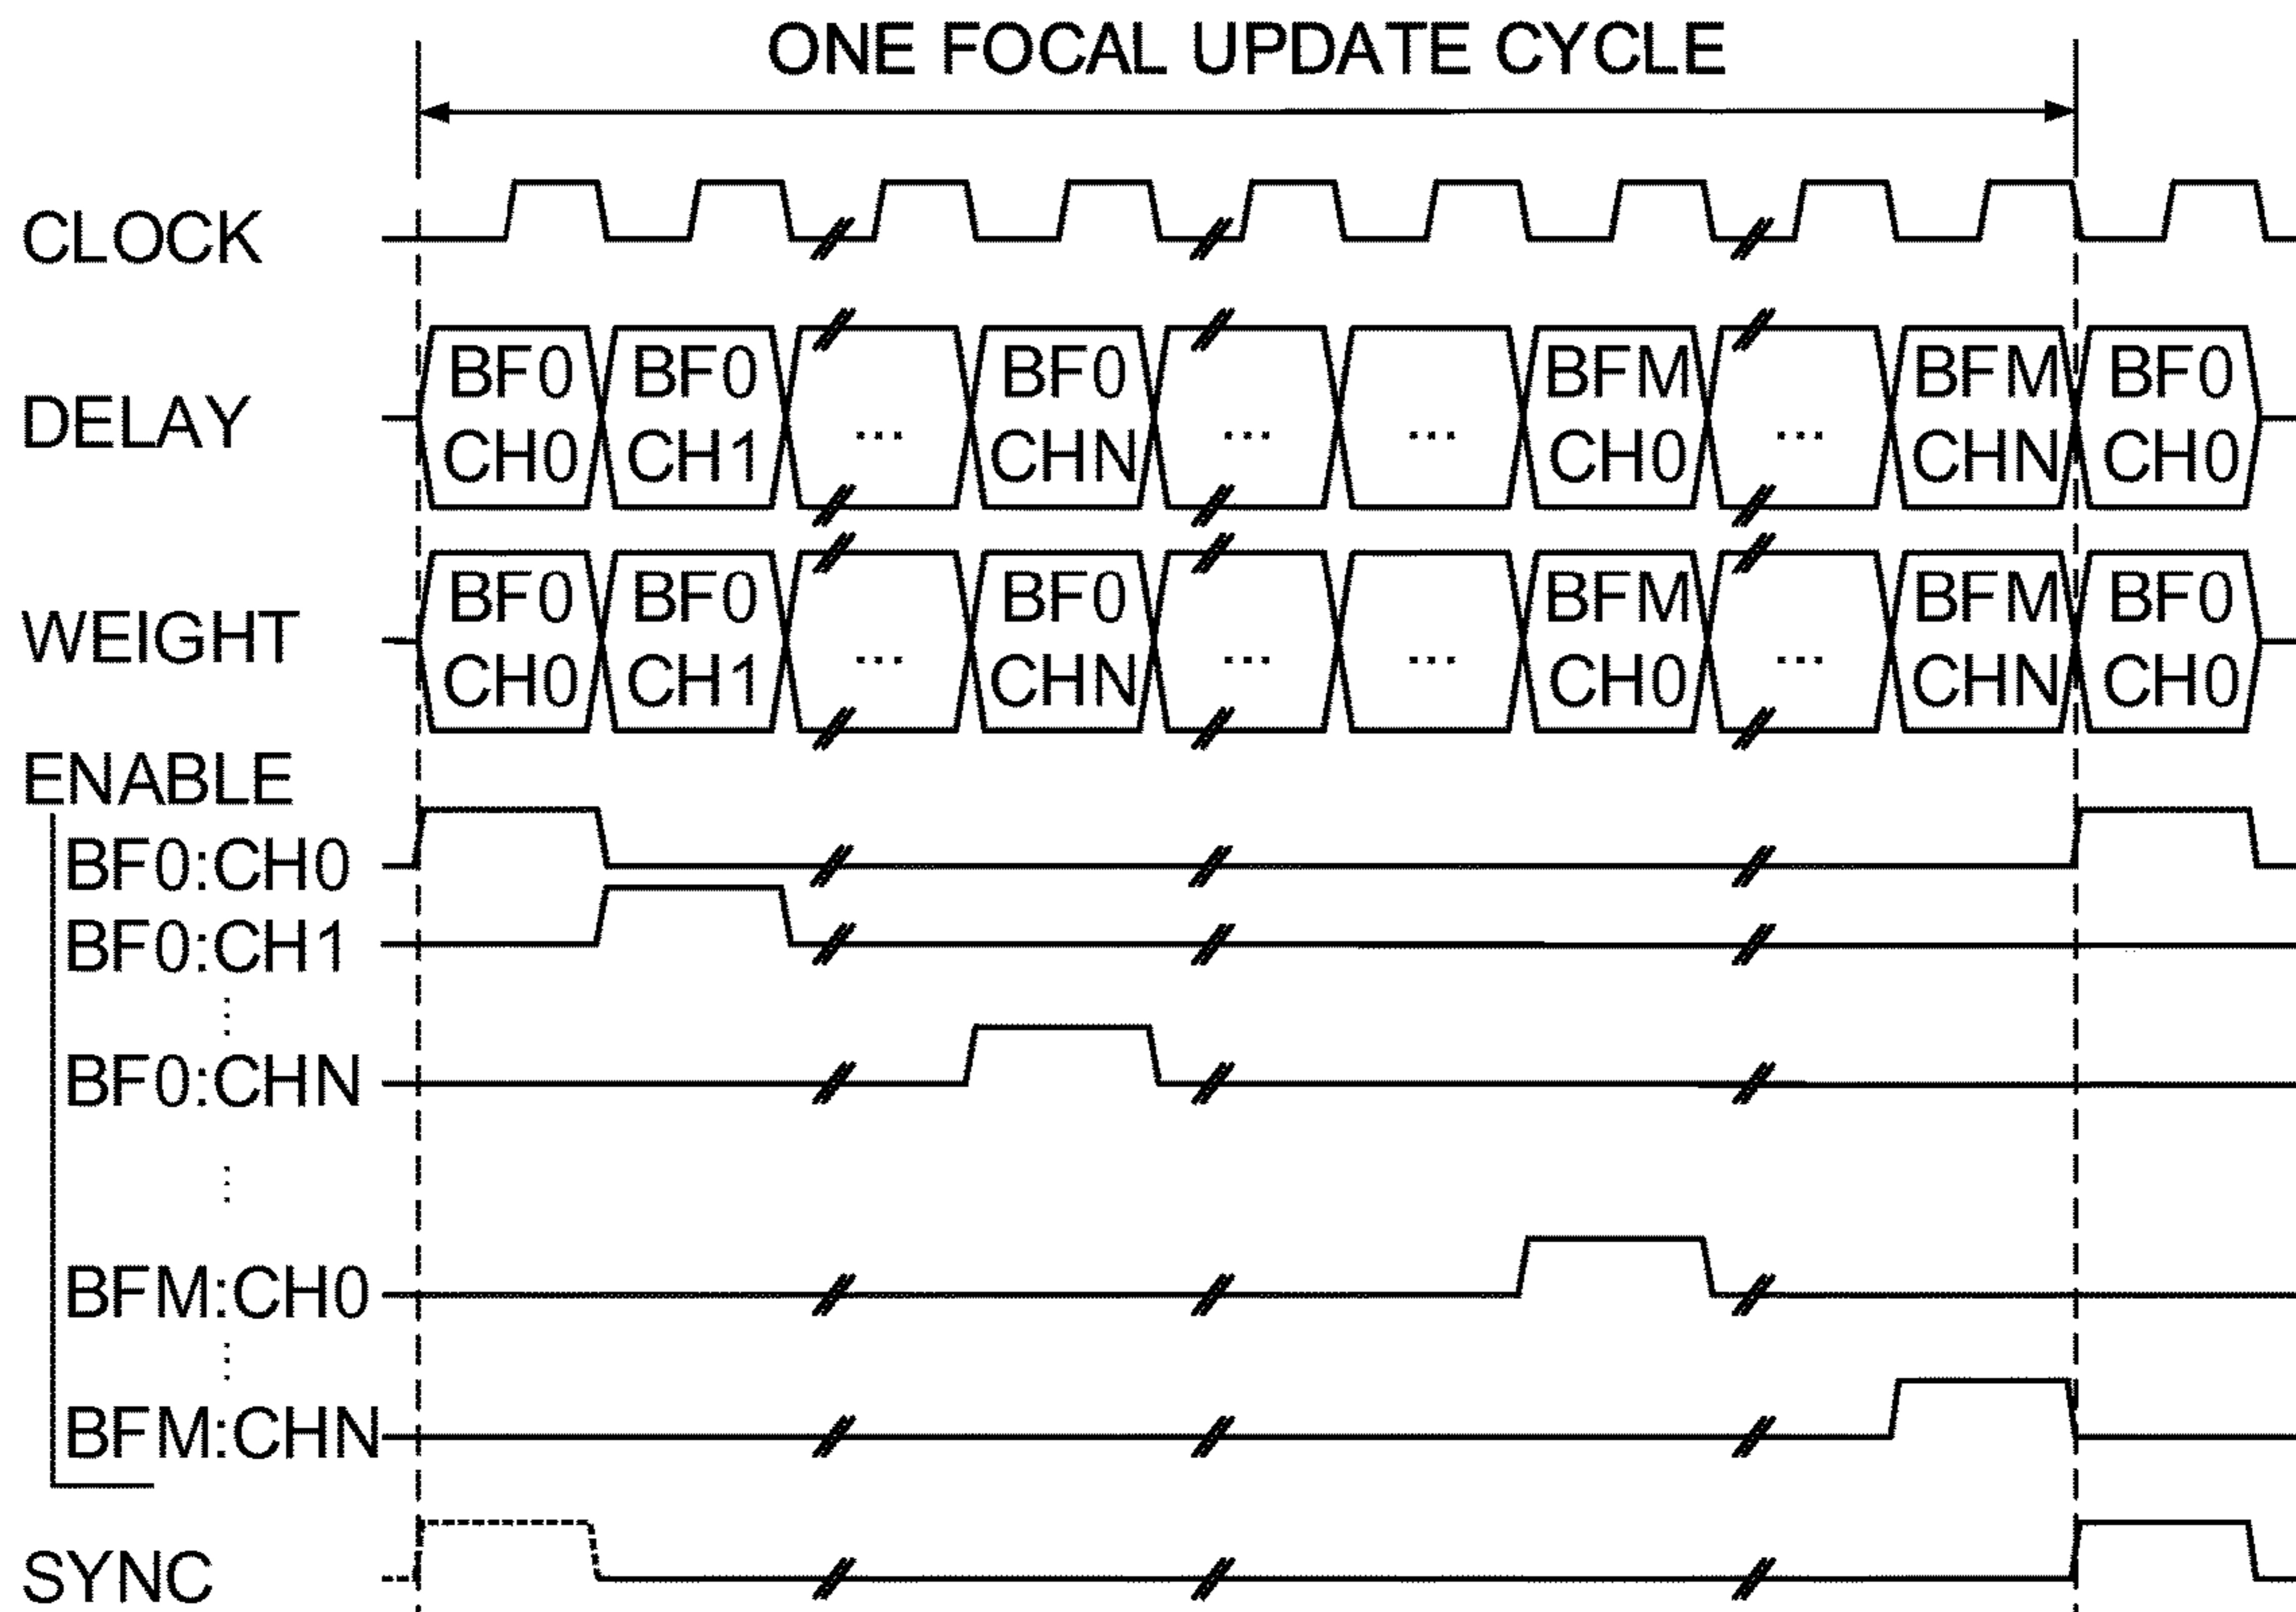 ONE FOCAL UPDATE CYCLE
CLOCK
DELAY
BF0 BF0 BF0 BFM BFM BF0
CH0 CH1 ... CHN ... ... CH0 ... CHN CH0
WEIGHT
BF0 BF0 BF0 BFM BFM BF0
CH0 CH1 ... CHN ... ... CH0 ... CHN CH0
ENABLE
BF0:CH0
BF0:CH1
⋮
BF0:CHN
⋮
BFM:CH0
⋮
BFM:CHN
SYNC